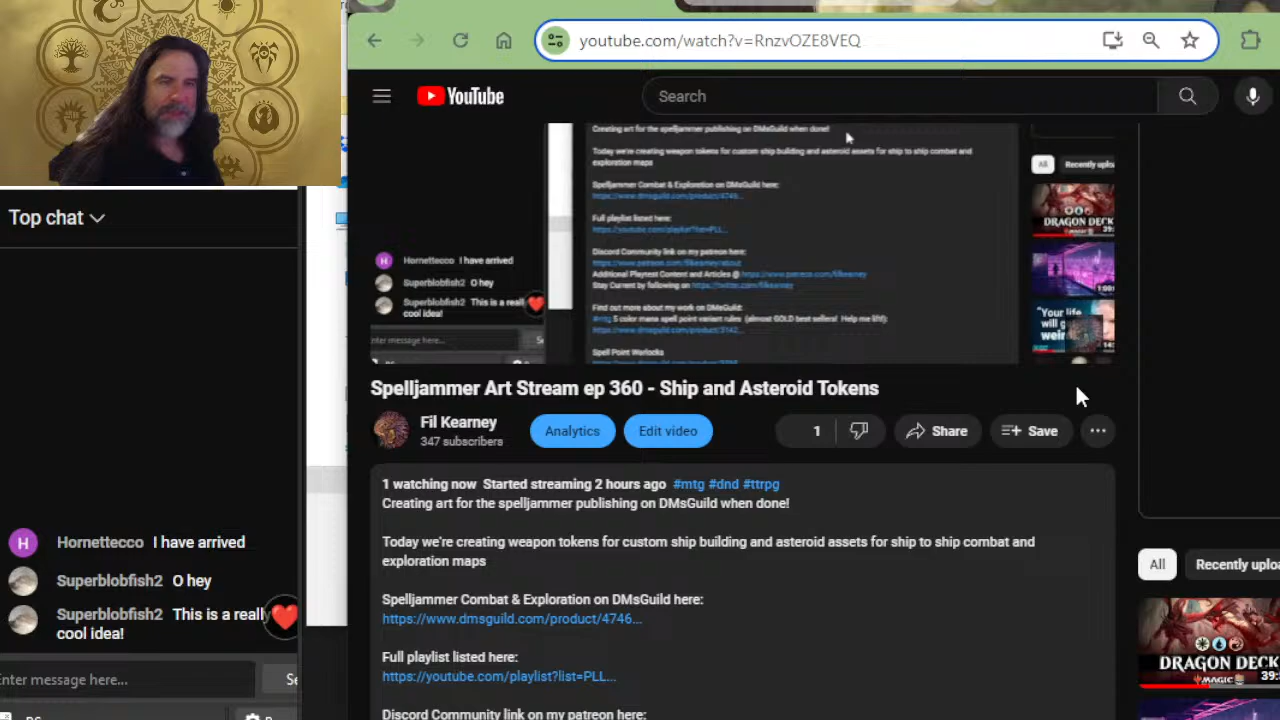 youtube.com/watch?v=RnzvOZE8VEQ
YouTube
Search
Creating art for the spelljammer publishing on DMsGuild when done!
Today we're creating weapon tokens for custom ship building and asteroid assets for ship to ship combat and
exploration maps
Spelljammer Combat & Exploration on DMsGuild here:
https://www.dmsguild.com/product/4746...
Full playlist listed here:
https://youtube.com/playlist?list=PLL...
Discord Community link on my patreon here:
https://www.patreon.com/filkearney/about
Additional Playtest Content and Articles @ https://www.patreon.com/filkearney
Stay Current by following on https://twitter.com/filkearney
Find out more about my work on DMsGuild:
#mtg 5 color mana spell point variant rules (almost GOLD best sellers! Help me lift):
https://www.dmsguild.com/product/3142...
Spell Point Warlocks
Hornettecco I have arrived
Superblobfish2 O hey
Superblobfish2 This is a reall
cool idea!
enter message here...
All
Recently uplo
DRAGON DECK
39:
1:00:
"Your life
will g
weir
Spelljammer Art Stream ep 360 - Ship and Asteroid Tokens
Fil Kearney
347 subscribers
Analytics
Edit video
1
Share
Save
1 watching now Started streaming 2 hours ago #mtg #dnd #ttrpg
Creating art for the spelljammer publishing on DMsGuild when done!
Today we're creating weapon tokens for custom ship building and asteroid assets for ship to ship combat and
exploration maps
Spelljammer Combat & Exploration on DMsGuild here:
https://www.dmsguild.com/product/4746...
Full playlist listed here:
https://youtube.com/playlist?list=PLL...
Discord Community link on my patreon here:
All
Recently uploa
DRAGON DECK
MAGIC
39:
Top chat
Hornettecco I have arrived
Superblobfish2 O hey
Superblobfish2 This is a really
cool idea!
Enter message here...
Se